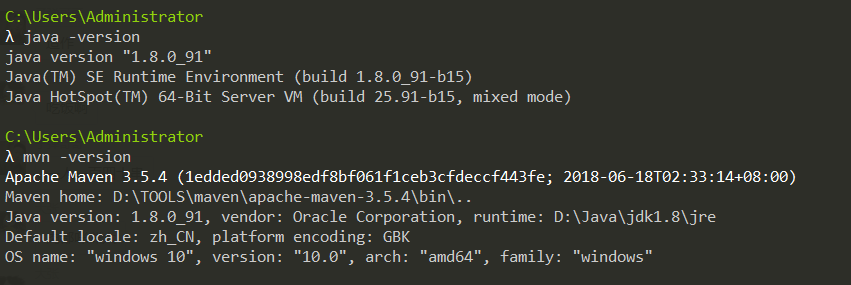 C:\Users\Administrator
λ java -version
java version "1.8.0_91"
Java(TM) SE Runtime Environment (build 1.8.0_91-b15)
Java HotSpot(TM) 64-Bit Server VM (build 25.91-b15, mixed mode)
C:\Users\Administrator
λ mvn -version
Apache Maven 3.5.4 (1edded0938998edf8bf061f1ceb3cfdeccf443fe; 2018-06-18T02:33:14+08:00)
Maven home: D:\TOOLS\maven\apache-maven-3.5.4\bin\..
Java version: 1.8.0_91, vendor: Oracle Corporation, runtime: D:\Java\jdk1.8\jre
Default locale: zh_CN, platform encoding: GBK
OS name: "windows 10", version: "10.0", arch: "amd64", family: "windows"